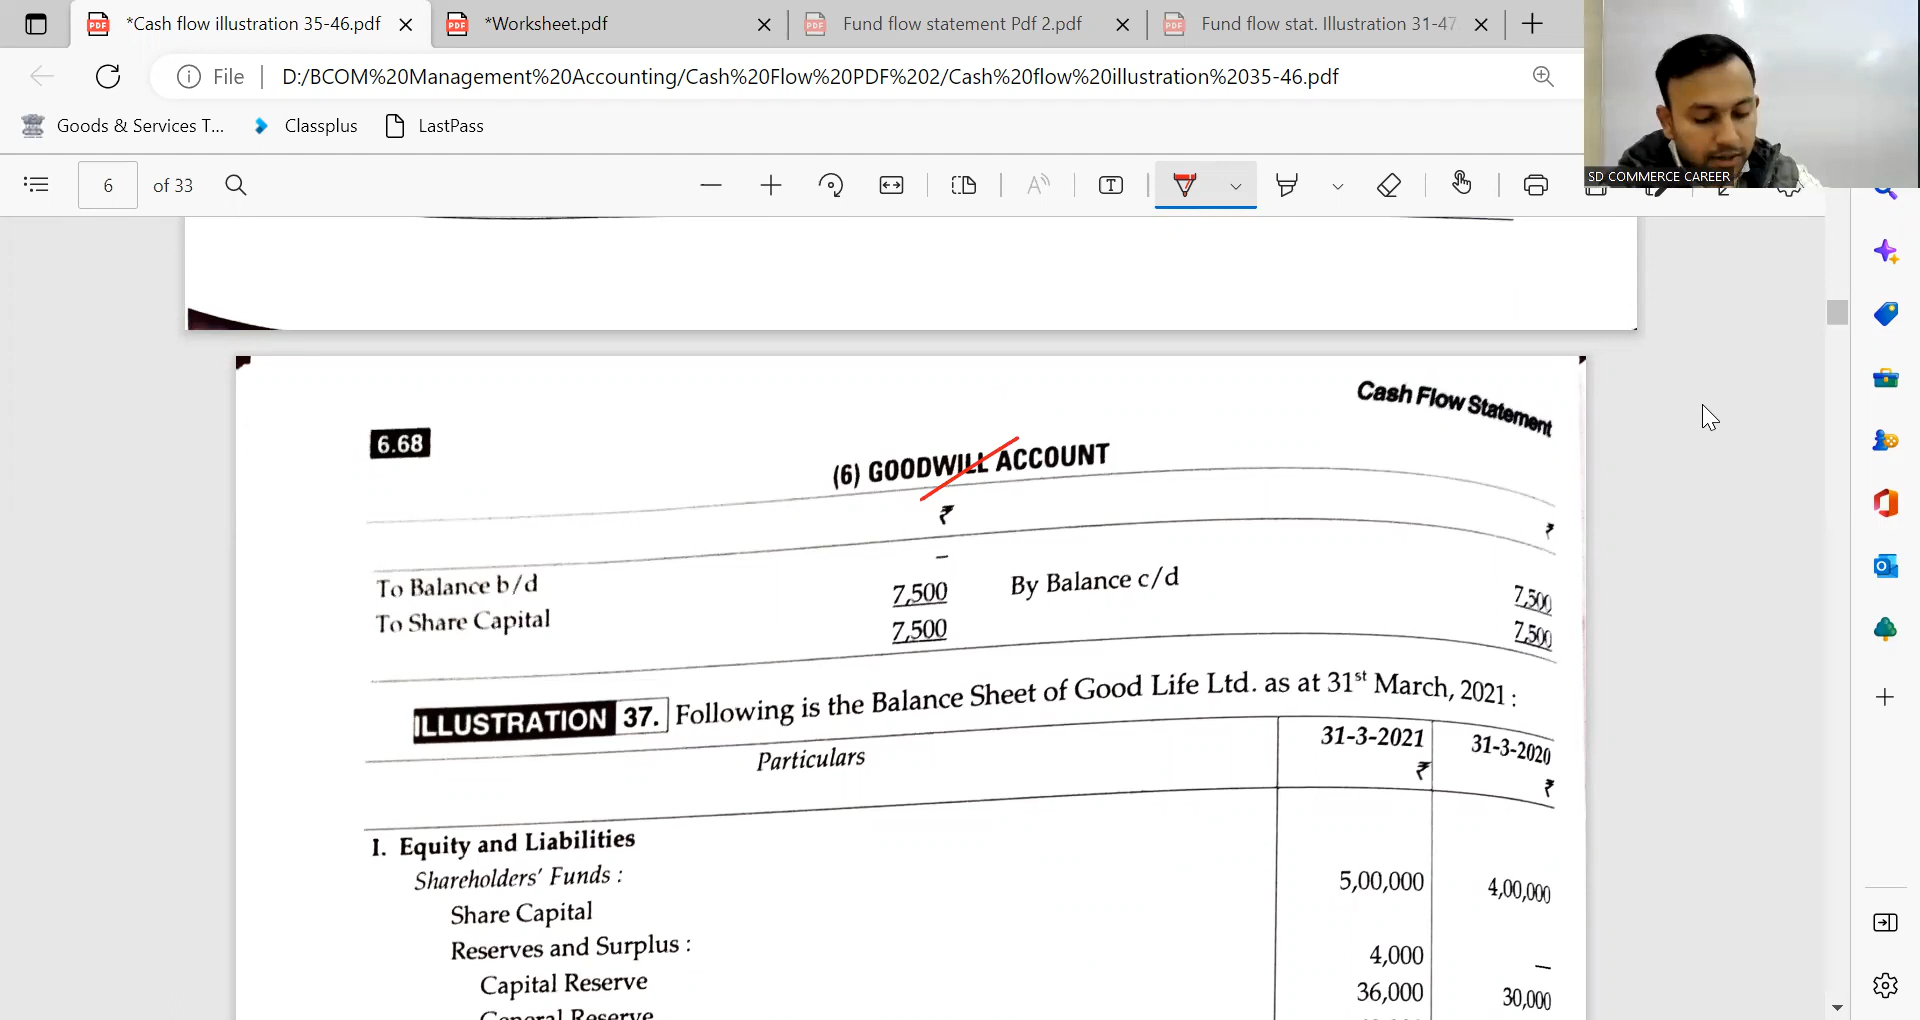 *Cash flow illustration 35-46.pdf
*Worksheet.pdf
Fund flow statement Pdf 2.pdf
Fund flow stat. Illustration 31-47
File
D:/BCOM%20Management%20Accounting/Cash%20Flow%20PDF%202/Cash%20flow%20illustration%2035-46.pdf
Goods & Services T...
Classplus
LastPass
6 of 33
SD COMMERCE CAREER
Cash Flow Statement
6.68
(6) GOODWILL ACCOUNT
₹ ₹
To Balance b/d – By Balance c/d 7,500
To Share Capital 7,500
7,500 7,500
ILLUSTRATION 37. Following is the Balance Sheet of Good Life Ltd. as at 31st March, 2021 :
Particulars 31-3-2021 31-3-2020
₹ ₹
I. Equity and Liabilities
Shareholders' Funds :
Share Capital 5,00,000 4,00,000
Reserves and Surplus :
Capital Reserve 4,000 —
General Reserve 36,000 30,000